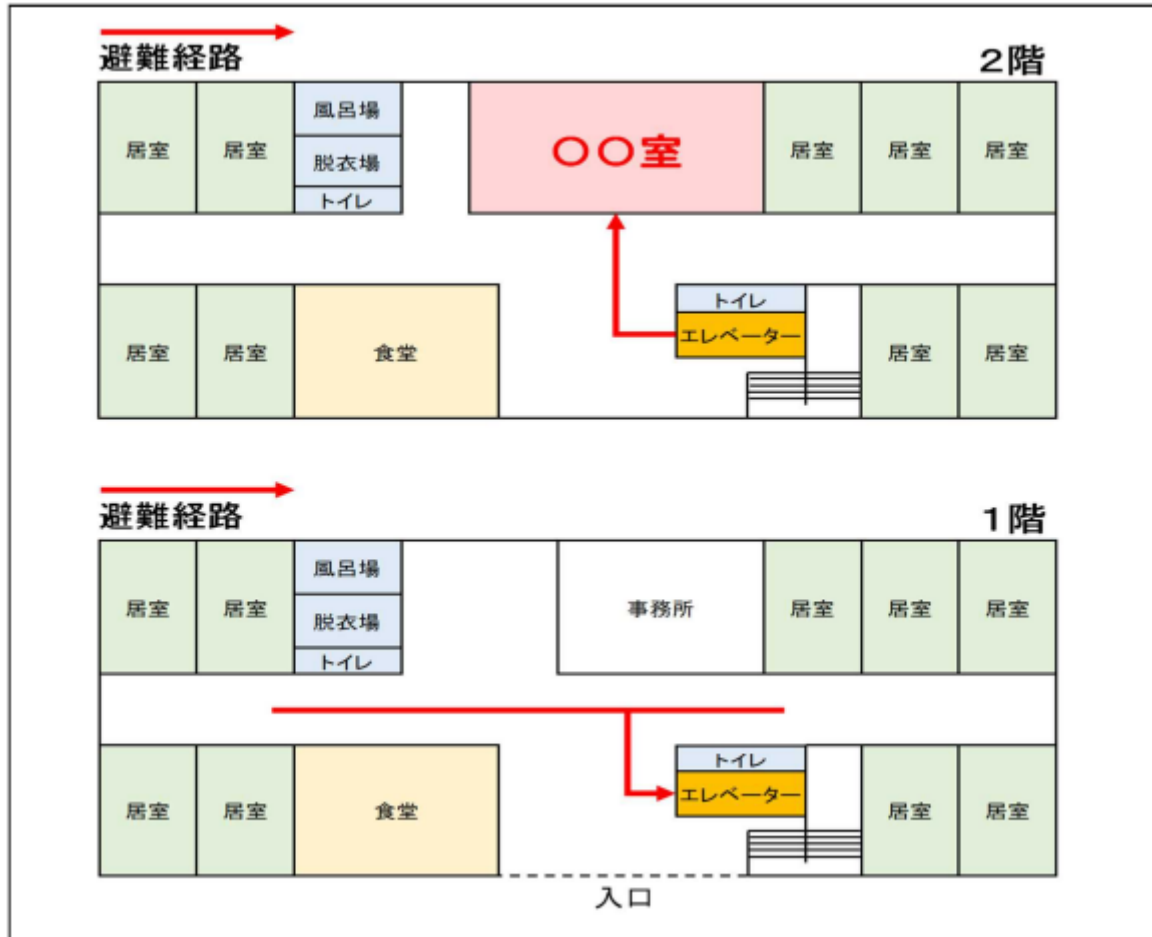 避難経路
2階
居室
居室
風呂場
脱衣場
トイレ
〇〇室
居室
居室
居室
居室
居室
食堂
トイレ
エレベーター
居室
居室
避難経路
1階
居室
居室
風呂場
脱衣場
トイレ
事務所
居室
居室
居室
居室
居室
食堂
トイレ
エレベーター
居室
居室
入口